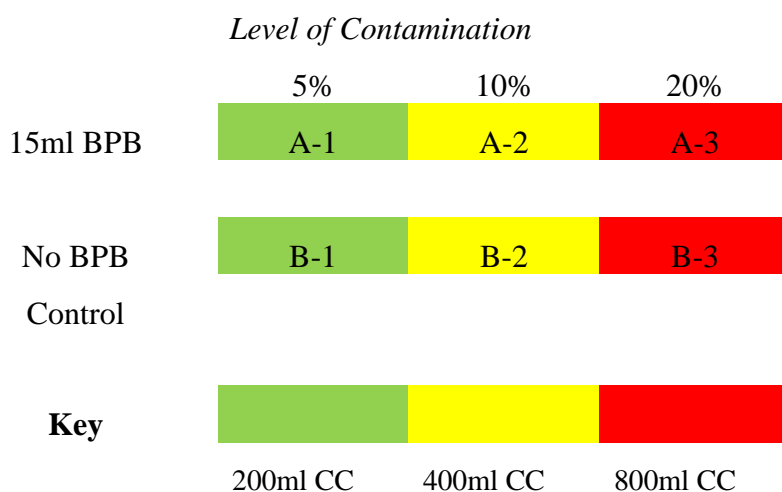 Level of Contamination
5% 10% 20%
15ml BPB A-1 A-2 A-3
No BPB B-1 B-2 B-3
Control
Key
200ml CC 400ml CC 800ml CC